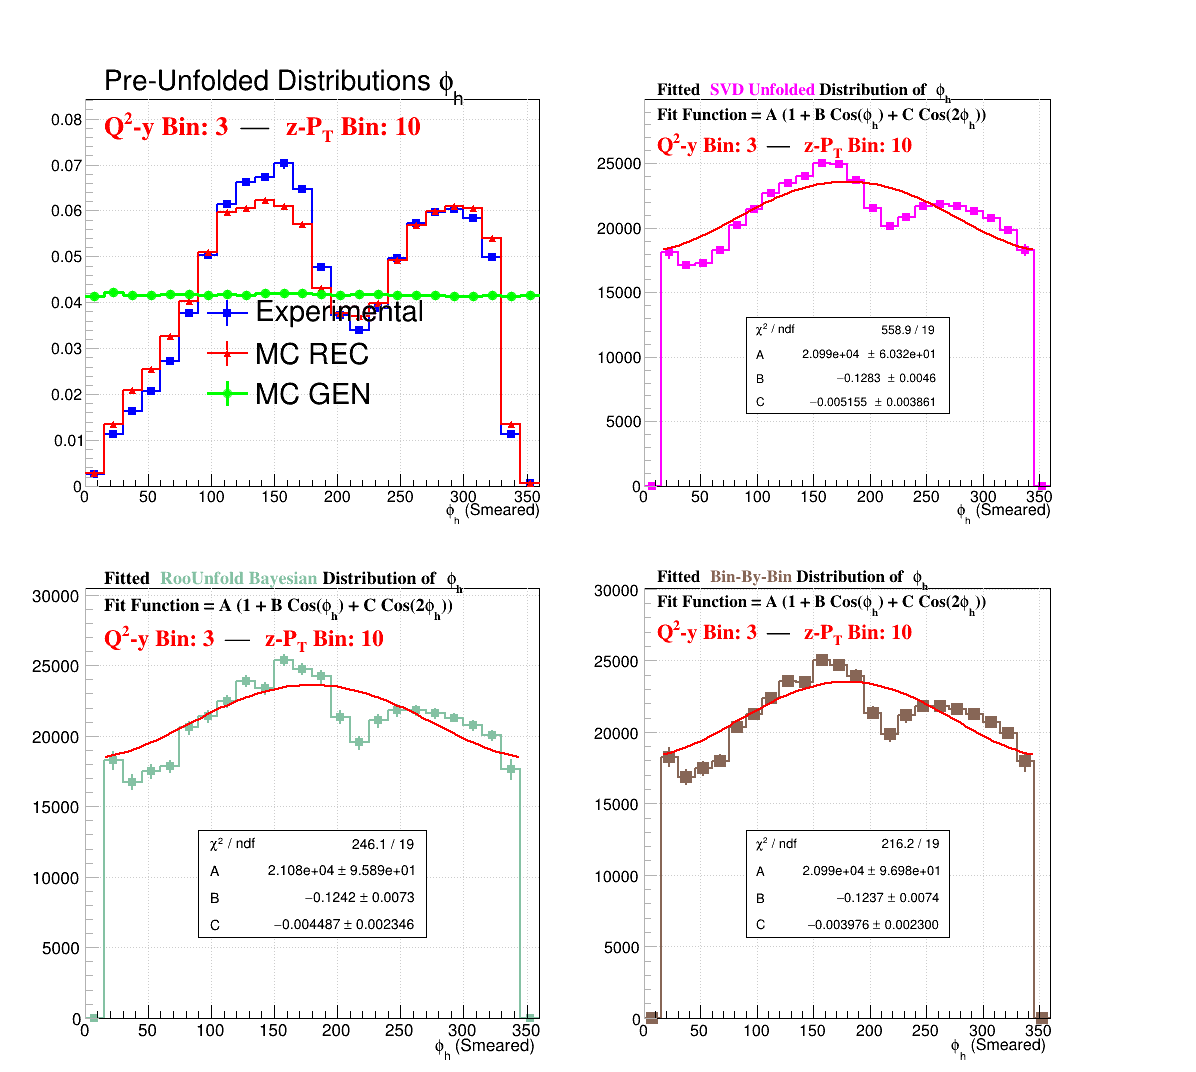 Pre-Unfolded Distributions ϕh
Q²-y Bin: 3 — z-PT Bin: 10
0.08
0.07
0.06
0.05
0.04
0.03
0.02
0.01
0
Experimental
MC REC
MC GEN
0 50 100 150 200 250 300
ϕh (Smeared)
Fitted SVD Unfolded Distribution of ϕh
Fit Function = A (1 + B Cos(ϕh) + C Cos(2ϕh))
Q²-y Bin: 3 — z-PT Bin: 10
25000
20000
15000
10000
5000
0
χ² / ndf 558.9 / 19
A 2.099e+04 ± 6.032e+01
B −0.1283 ± 0.0046
C −0.005155 ± 0.003861
0 50 100 150 200 250 300 350
ϕh (Smeared)
Fitted RooUnfold Bayesian Distribution of ϕh
Fit Function = A (1 + B Cos(ϕh) + C Cos(2ϕh))
Q²-y Bin: 3 — z-PT Bin: 10
30000
25000
20000
15000
10000
5000
0
χ² / ndf 246.1 / 19
A 2.108e+04 ± 9.589e+01
B −0.1242 ± 0.0073
C −0.004487 ± 0.002346
0 50 100 150 200 250 300
ϕh (Smeared)
Fitted Bin-By-Bin Distribution of ϕh
Fit Function = A (1 + B Cos(ϕh) + C Cos(2ϕh))
Q²-y Bin: 3 — z-PT Bin: 10
30000
25000
20000
15000
10000
5000
0
χ² / ndf 216.2 / 19
A 2.099e+04 ± 9.698e+01
B −0.1237 ± 0.0074
C −0.003976 ± 0.002300
0 50 100 150 200 250 300 350
ϕh (Smeared)